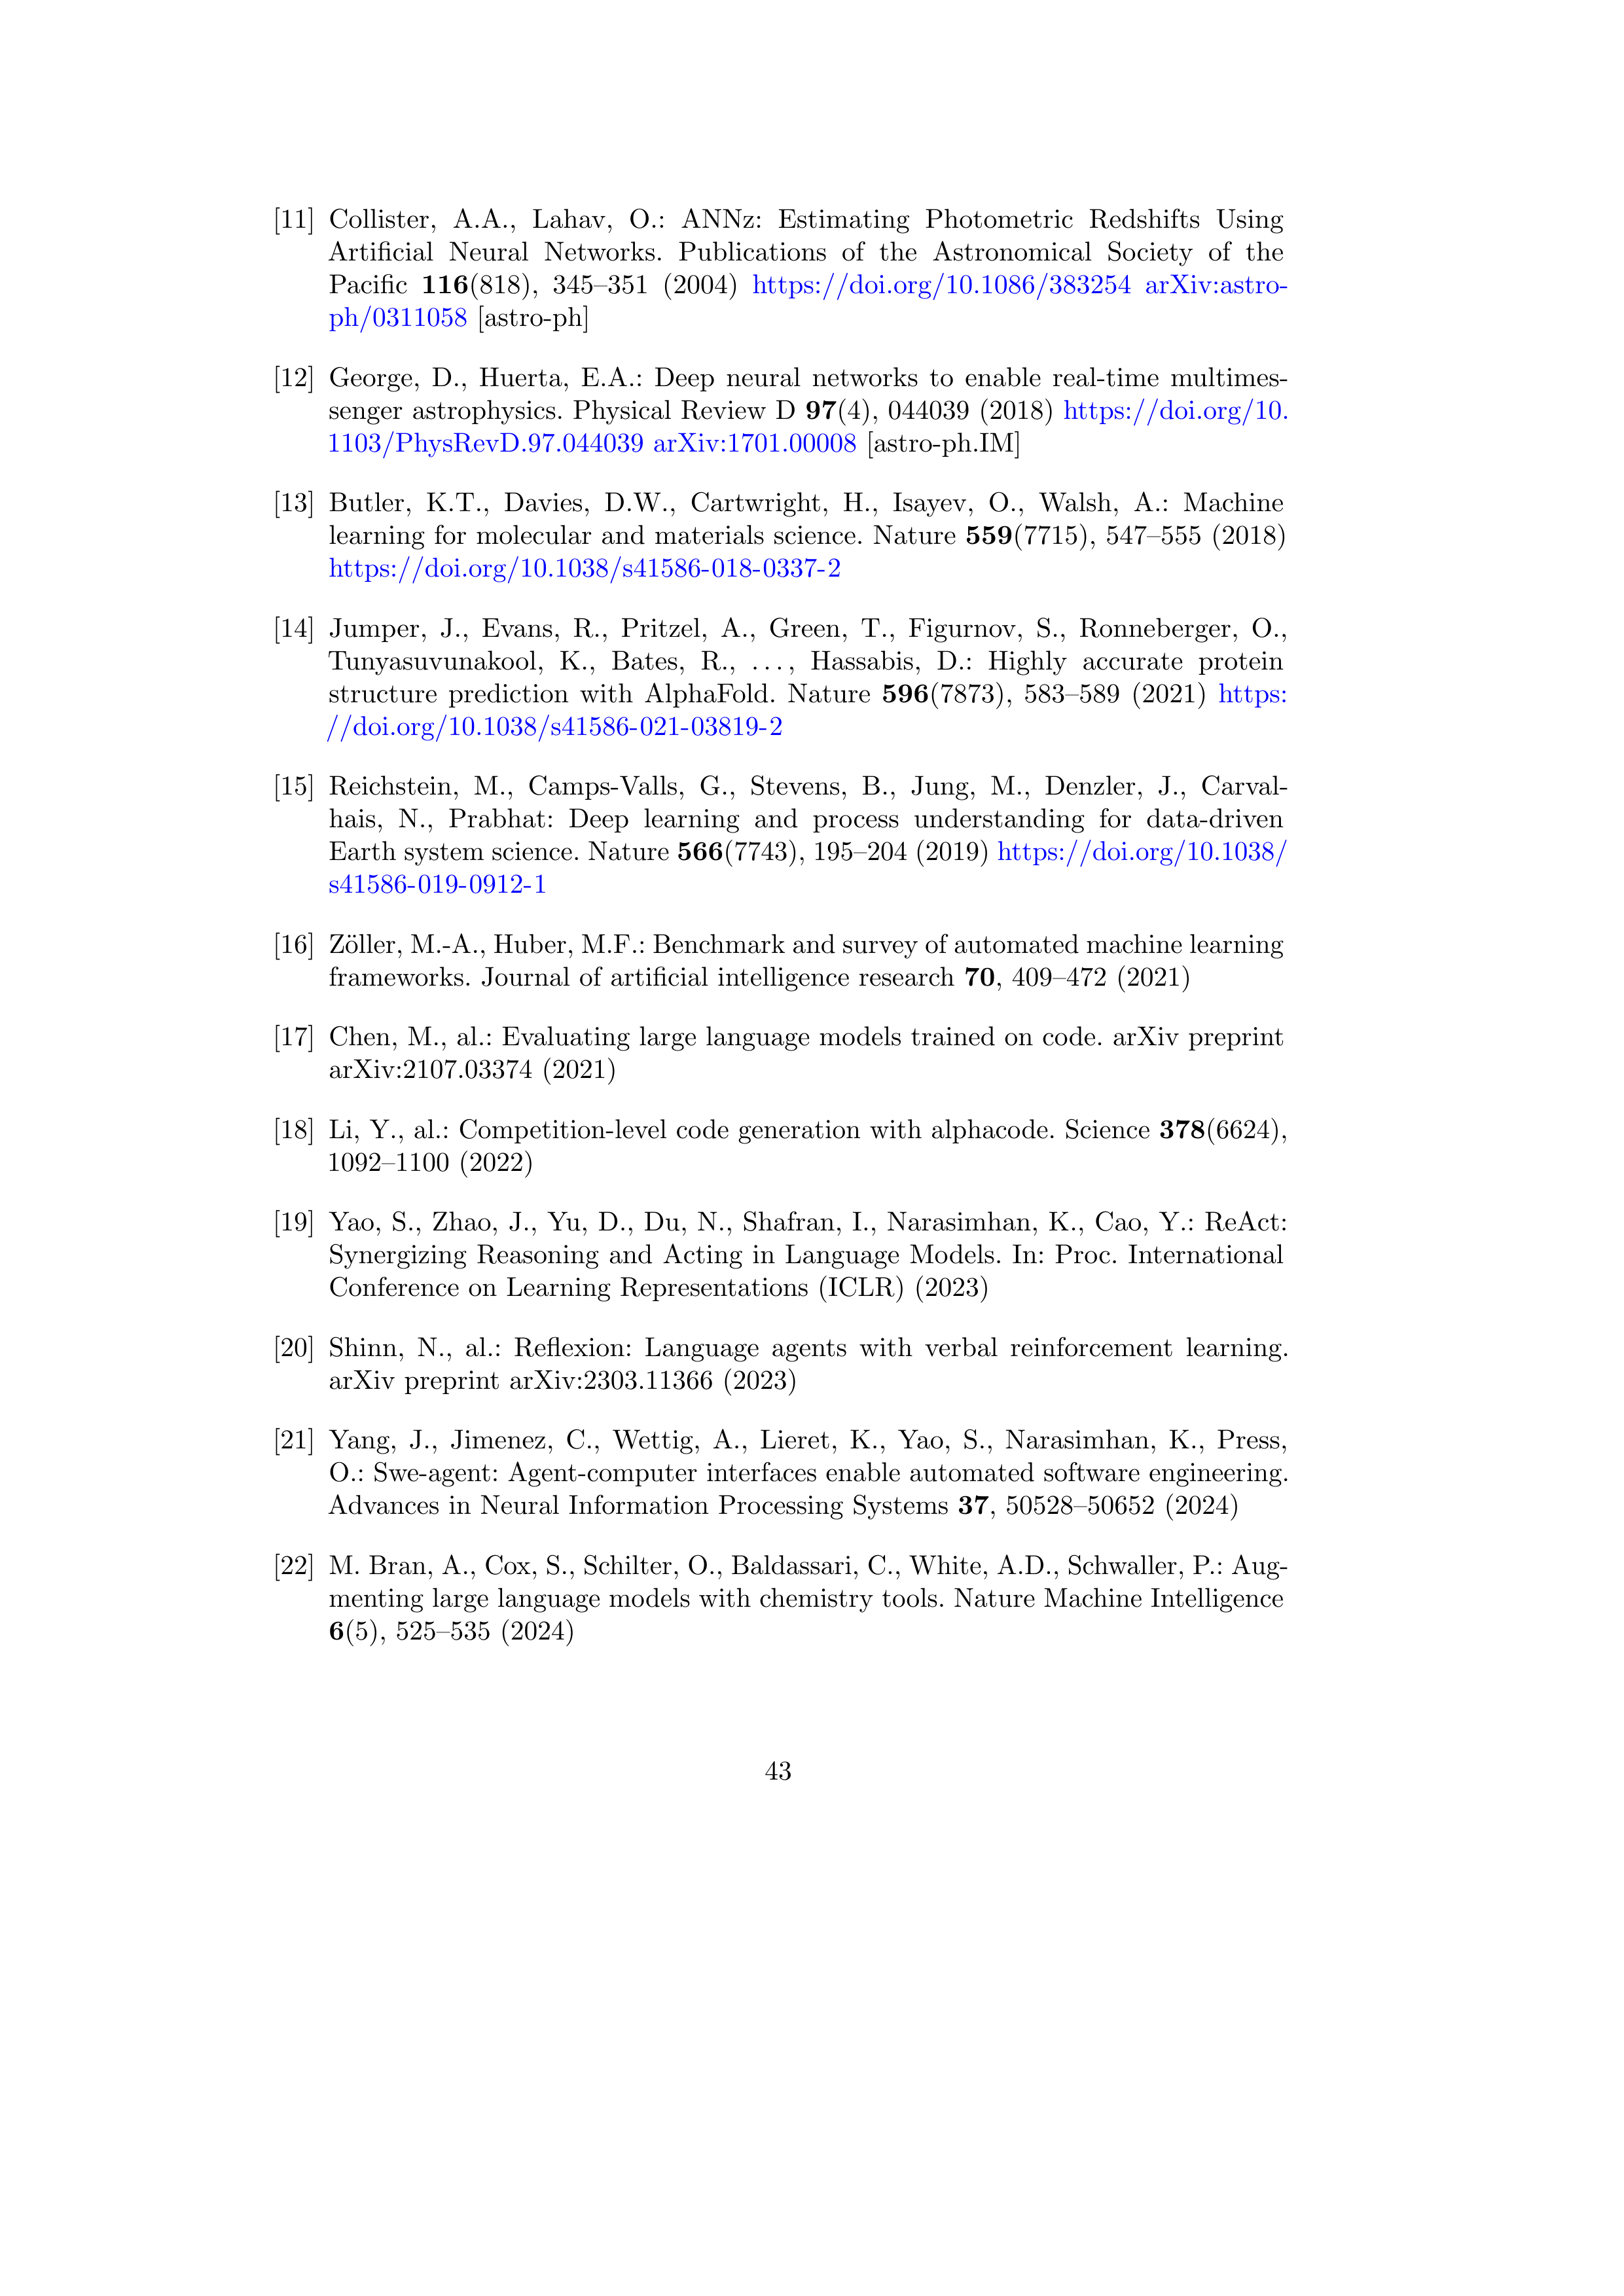 [11] Collister, A.A., Lahav, O.: ANNz: Estimating Photometric Redshifts Using
Artificial Neural Networks. Publications of the Astronomical Society of the
Pacific 116(818), 345–351 (2004) https://doi.org/10.1086/383254 arXiv:astro-
ph/0311058 [astro-ph]
[12] George, D., Huerta, E.A.: Deep neural networks to enable real-time multimes-
senger astrophysics. Physical Review D 97(4), 044039 (2018) https://doi.org/10.
1103/PhysRevD.97.044039 arXiv:1701.00008 [astro-ph.IM]
[13] Butler, K.T., Davies, D.W., Cartwright, H., Isayev, O., Walsh, A.: Machine
learning for molecular and materials science. Nature 559(7715), 547–555 (2018)
https://doi.org/10.1038/s41586-018-0337-2
[14] Jumper, J., Evans, R., Pritzel, A., Green, T., Figurnov, S., Ronneberger, O.,
Tunyasuvunakool, K., Bates, R., ..., Hassabis, D.: Highly accurate protein
structure prediction with AlphaFold. Nature 596(7873), 583–589 (2021) https:
//doi.org/10.1038/s41586-021-03819-2
[15] Reichstein, M., Camps-Valls, G., Stevens, B., Jung, M., Denzler, J., Carval-
hais, N., Prabhat: Deep learning and process understanding for data-driven
Earth system science. Nature 566(7743), 195–204 (2019) https://doi.org/10.1038/
s41586-019-0912-1
[16] Zöller, M.-A., Huber, M.F.: Benchmark and survey of automated machine learning
frameworks. Journal of artificial intelligence research 70, 409–472 (2021)
[17] Chen, M., al.: Evaluating large language models trained on code. arXiv preprint
arXiv:2107.03374 (2021)
[18] Li, Y., al.: Competition-level code generation with alphacode. Science 378(6624),
1092–1100 (2022)
[19] Yao, S., Zhao, J., Yu, D., Du, N., Shafran, I., Narasimhan, K., Cao, Y.: ReAct:
Synergizing Reasoning and Acting in Language Models. In: Proc. International
Conference on Learning Representations (ICLR) (2023)
[20] Shinn, N., al.: Reflexion: Language agents with verbal reinforcement learning.
arXiv preprint arXiv:2303.11366 (2023)
[21] Yang, J., Jimenez, C., Wettig, A., Lieret, K., Yao, S., Narasimhan, K., Press,
O.: Swe-agent: Agent-computer interfaces enable automated software engineering.
Advances in Neural Information Processing Systems 37, 50528–50652 (2024)
[22] M. Bran, A., Cox, S., Schilter, O., Baldassari, C., White, A.D., Schwaller, P.: Aug-
menting large language models with chemistry tools. Nature Machine Intelligence
6(5), 525–535 (2024)
43